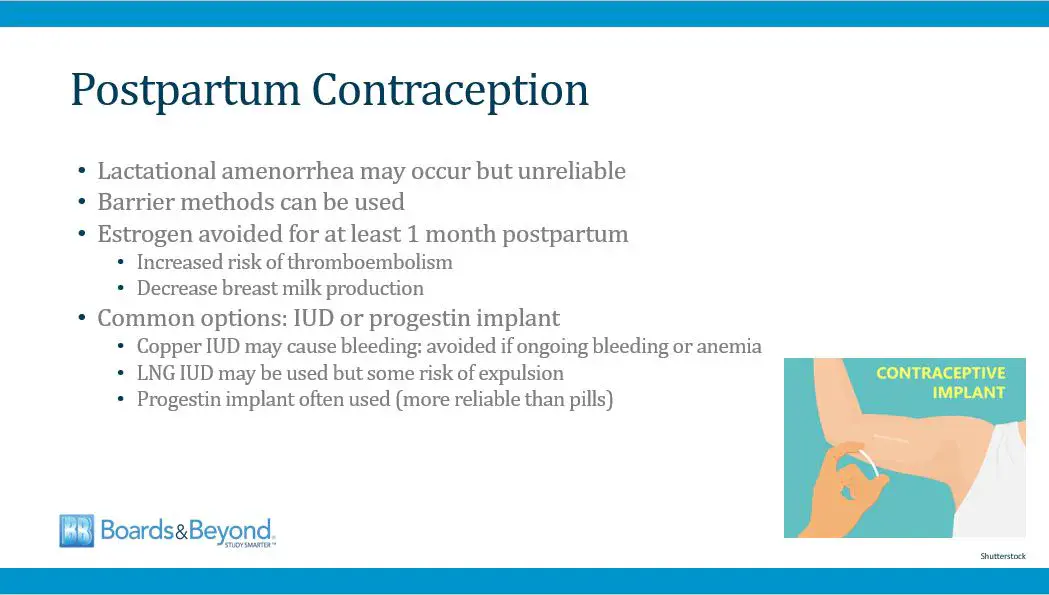 Postpartum Contraception
• Lactational amenorrhea may occur but unreliable
• Barrier methods can be used
• Estrogen avoided for at least 1 month postpartum
• Increased risk of thromboembolism
• Decrease breast milk production
• Common options: IUD or progestin implant
• Copper IUD may cause bleeding: avoided if ongoing bleeding or anemia
• LNG IUD may be used but some risk of expulsion
• Progestin implant often used (more reliable than pills)
CONTRACEPTIVE
IMPLANT
BB Boards&Beyond.
STUDY SMARTER™
Shutterstock